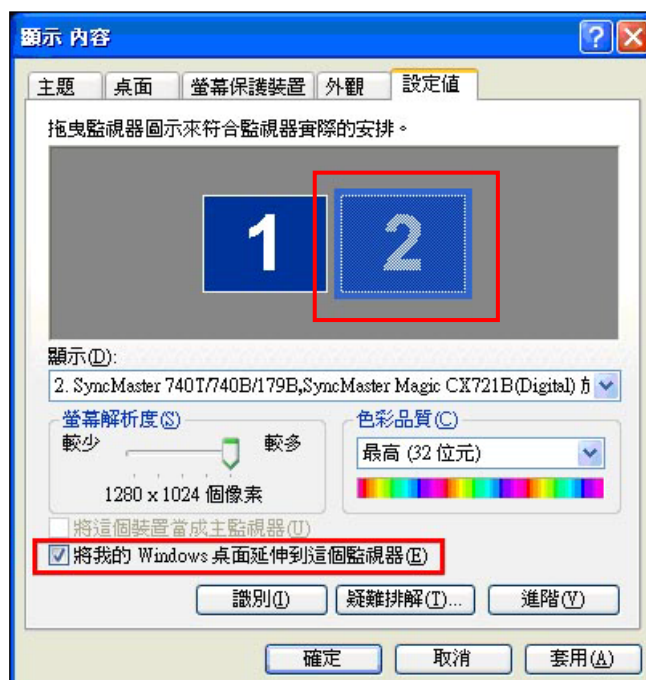 顯示 內容
主題 桌面 螢幕保護裝置 外觀 設定值
拖曳監視器圖示來符合監視器實際的安排。
1 2
顯示(D):
2. SyncMaster 740T/740B/179B,SyncMaster Magic CX721B(Digital) 方
螢幕解析度(S) 色彩品質(C)
較少 較多 最高 (32 位元)
1280 x 1024 個像素
將這個裝置當成主監視器(U)
將我的 Windows 桌面延伸到這個監視器(E)
識別(I) 疑難排解(T)... 進階(V)
確定 取消 套用(A)